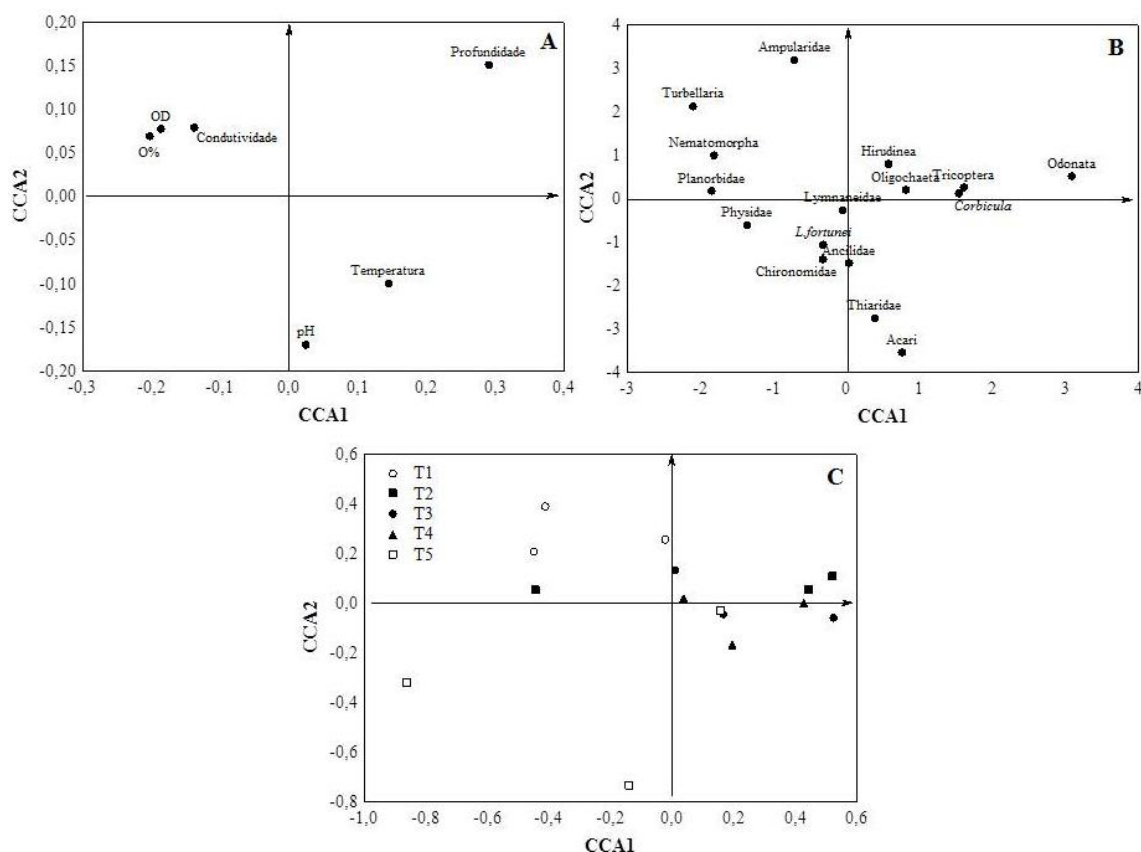 A
0,20
0,15
0,10
0,05
0,00
-0,05
-0,10
-0,15
-0,20
CCA2
Profundidade
OD
Condutividade
O%
Temperatura
pH
-0,3 -0,2 -0,1 0,0 0,1 0,2 0,3 0,4
CCA1
B
4
3
2
1
0
-1
-2
-3
-4
CCA2
Ampularidae
Turbellaria
Nematomorpha
Hirudinea
Planorbidae
Oligochaeta
Tricoptera
Odonata
Lymnaneidae
Corbicula
Physidae
L.fortunei
Ancilidae
Chironomidae
Thiaridae
Acari
-3 -2 -1 0 1 2 3 4
CCA1
C
0,6
0,4
0,2
0,0
-0,2
-0,4
-0,6
-0,8
CCA2
T1
T2
T3
T4
T5
-1,0 -0,8 -0,6 -0,4 -0,2 0,0 0,2 0,4 0,6
CCA1